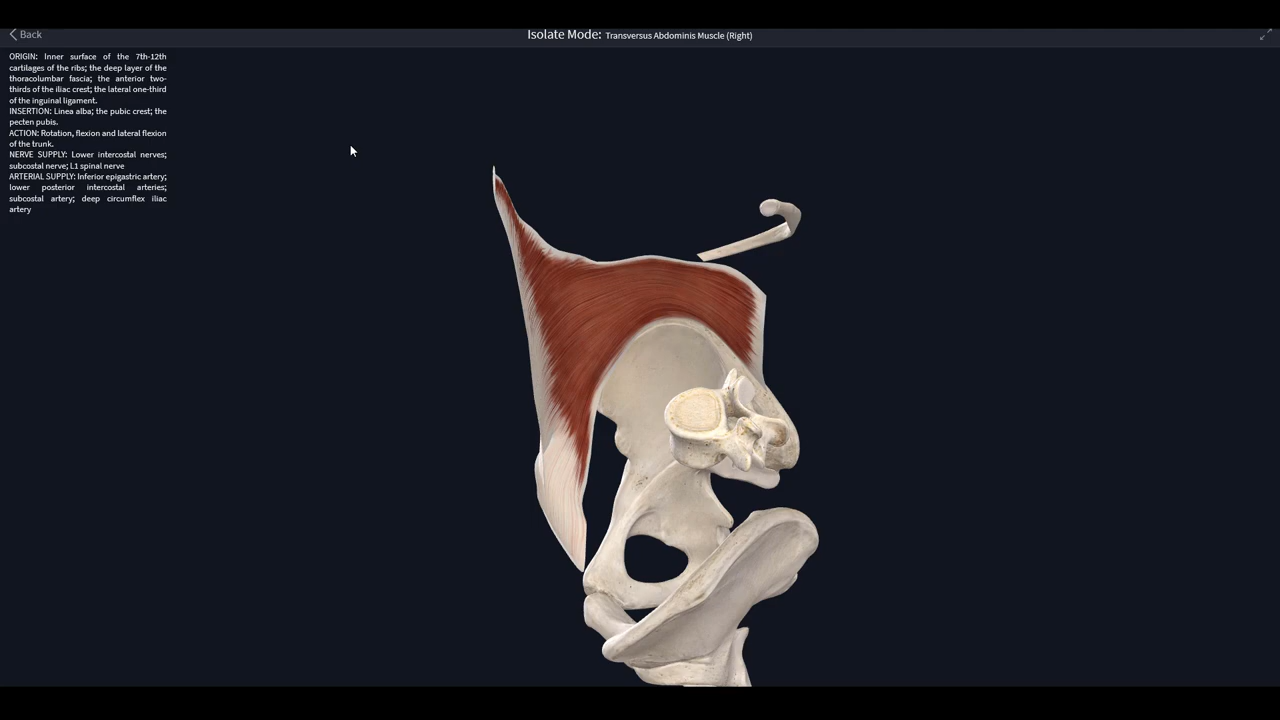 Back
Isolate Mode: Transversus Abdominis Muscle (Right)
ORIGIN: Inner surface of the 7th-12th
cartilages of the ribs; the deep layer of the
thoracolumbar fascia; the anterior two-
thirds of the iliac crest; the lateral one-third
of the inguinal ligament.
INSERTION: Linea alba; the pubic crest; the
pecten pubis.
ACTION: Rotation, flexion and lateral flexion
of the trunk.
NERVE SUPPLY: Lower intercostal nerves;
subcostal nerve; L1 spinal nerve
ARTERIAL SUPPLY: Inferior epigastric artery;
lower posterior intercostal arteries;
subcostal artery; deep circumflex iliac
artery